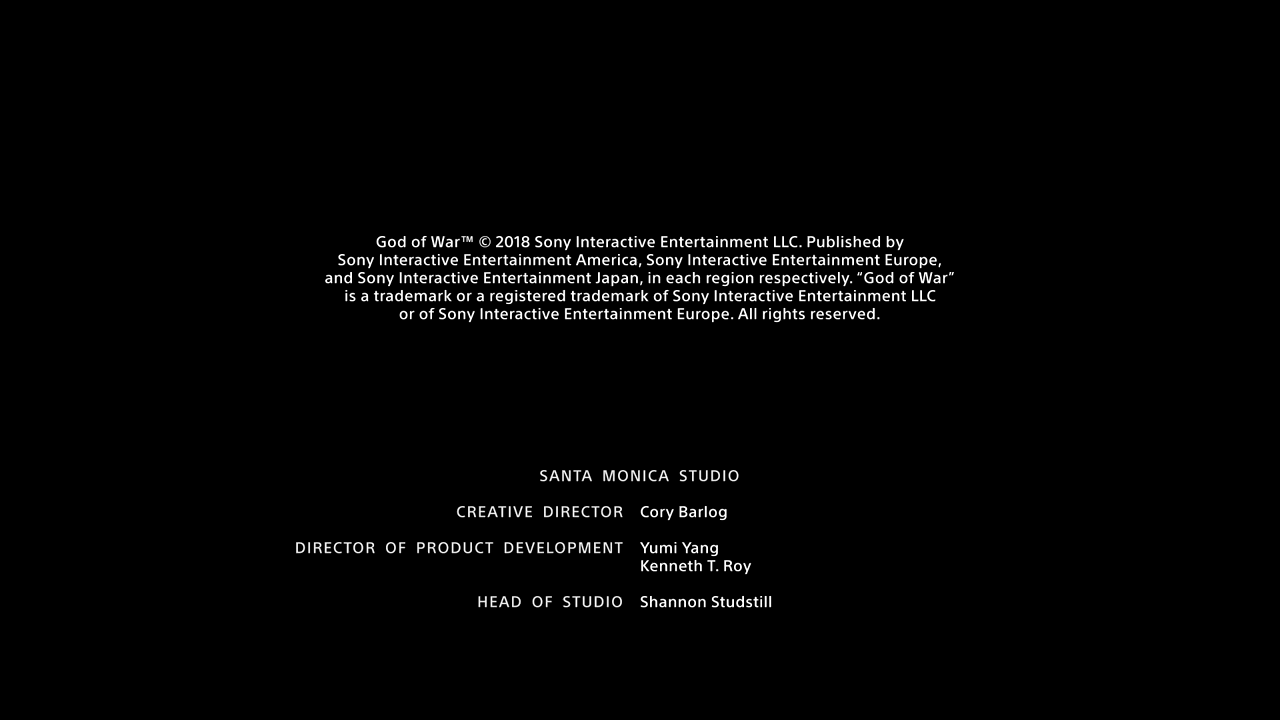 God of War™ © 2018 Sony Interactive Entertainment LLC. Published by
Sony Interactive Entertainment America, Sony Interactive Entertainment Europe,
and Sony Interactive Entertainment Japan, in each region respectively. “God of War”
is a trademark or a registered trademark of Sony Interactive Entertainment LLC
or of Sony Interactive Entertainment Europe. All rights reserved.
SANTA MONICA STUDIO
CREATIVE DIRECTOR Cory Barlog
DIRECTOR OF PRODUCT DEVELOPMENT Yumi Yang
Kenneth T. Roy
HEAD OF STUDIO Shannon Studstill